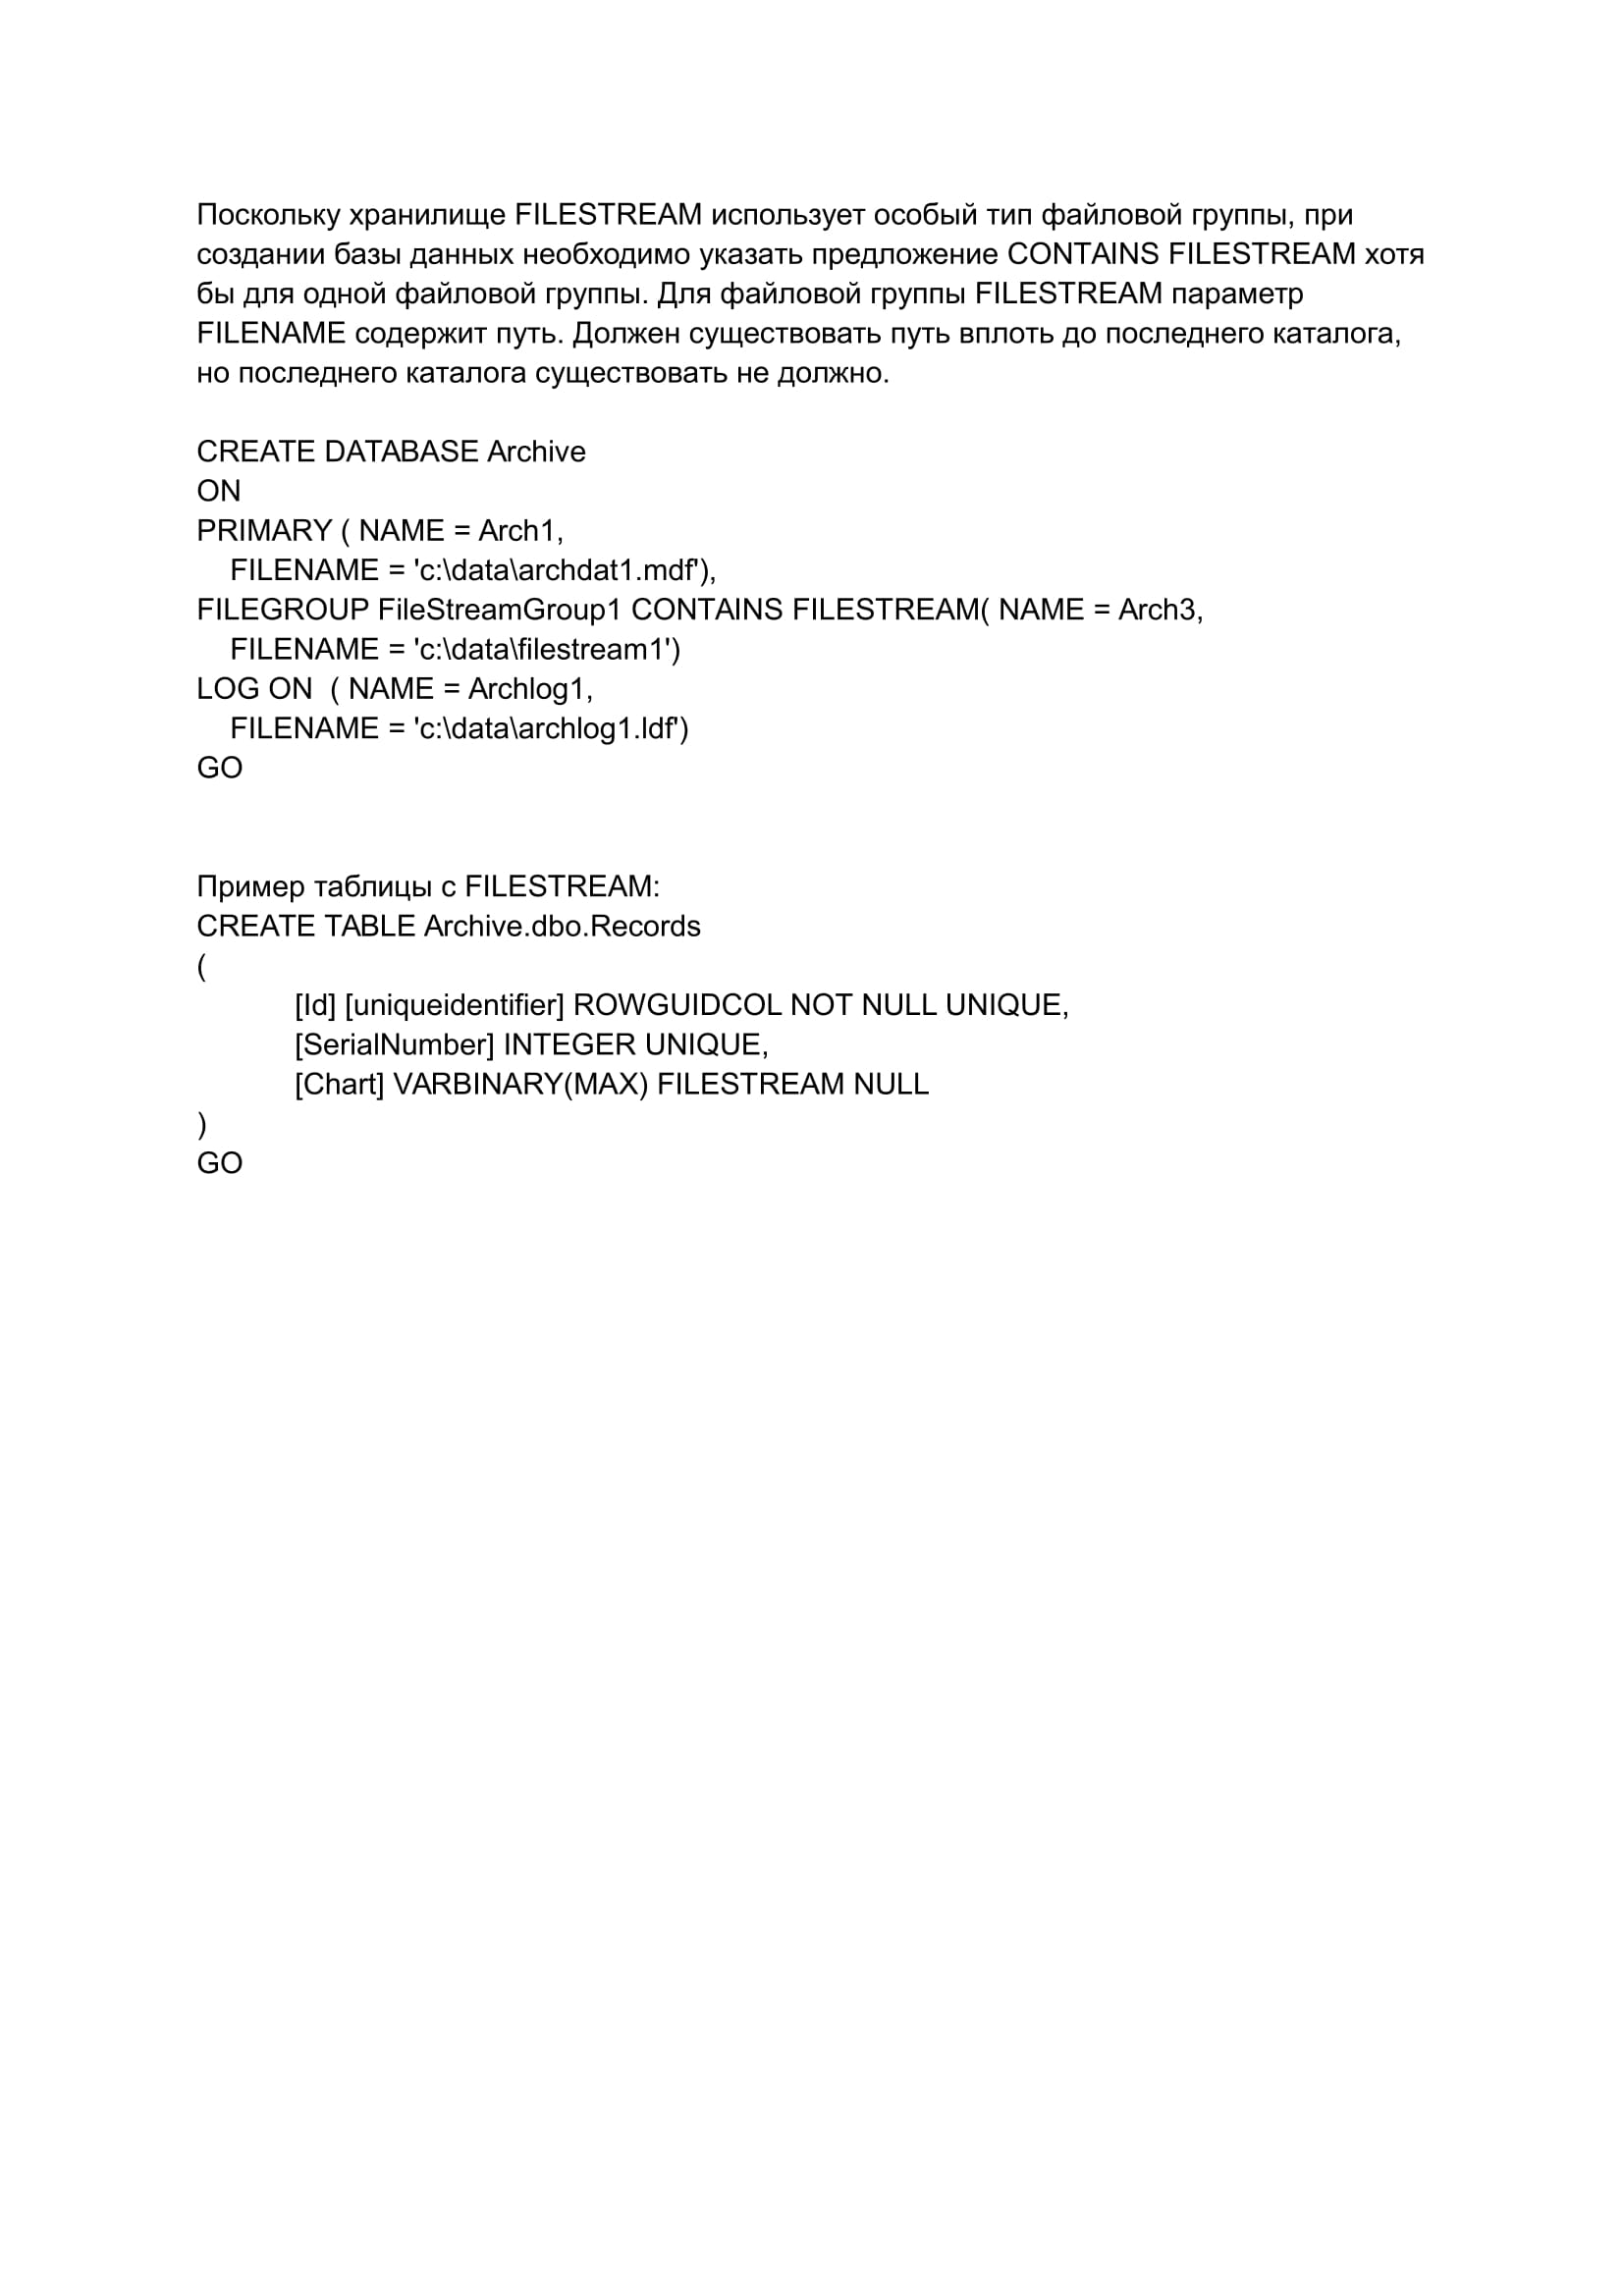 Поскольку хранилище FILESTREAM использует особый тип файловой группы, при
создании базы данных необходимо указать предложение CONTAINS FILESTREAM хотя
бы для одной файловой группы. Для файловой группы FILESTREAM параметр
FILENAME содержит путь. Должен существовать путь вплоть до последнего каталога,
но последнего каталога существовать не должно.
CREATE DATABASE Archive
ON
PRIMARY ( NAME = Arch1,
    FILENAME = 'c:\data\archdat1.mdf'),
FILEGROUP FileStreamGroup1 CONTAINS FILESTREAM( NAME = Arch3,
    FILENAME = 'c:\data\filestream1')
LOG ON  ( NAME = Archlog1,
    FILENAME = 'c:\data\archlog1.ldf')
GO
Пример таблицы с FILESTREAM:
CREATE TABLE Archive.dbo.Records
(
	[Id] [uniqueidentifier] ROWGUIDCOL NOT NULL UNIQUE,
	[SerialNumber] INTEGER UNIQUE,
	[Chart] VARBINARY(MAX) FILESTREAM NULL
)
GO